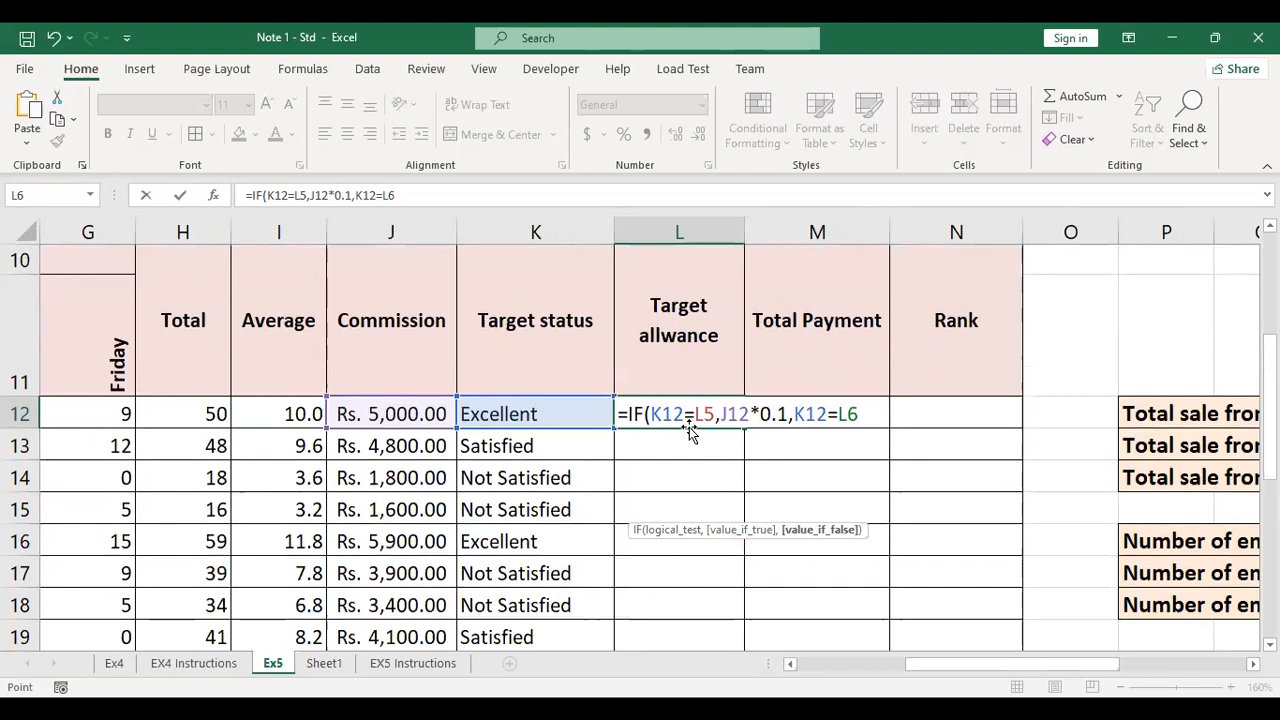 Note 1 - Std - Excel
Search
Sign in
File Home Insert Page Layout Formulas Data Review View Developer Help Load Test Team Share
Paste
Clipboard
11
B I U A
Font
Wrap Text
Merge & Center
Alignment
General
$ %
Number
Conditional Formatting
Format as Table
Cell Styles
Styles
Insert Delete Format
Cells
AutoSum
Fill
Clear
Sort & Filter
Find & Select
Editing
L6 fx =IF(K12=L5,J12*0.1,K12=L6
G H I J K L M N O P
10
11 Friday Total Average Commission Target status Target allwance Total Payment Rank
12 9 50 10.0 Rs. 5,000.00 Excellent =IF(K12=L5,J12*0.1,K12=L6 Total sale fro
13 12 48 9.6 Rs. 4,800.00 Satisfied Total sale fro
14 0 18 3.6 Rs. 1,800.00 Not Satisfied Total sale fro
15 5 16 3.2 Rs. 1,600.00 Not Satisfied
IF(logical_test, [value_if_true], [value_if_false])
16 15 59 11.8 Rs. 5,900.00 Excellent Number of en
17 9 39 7.8 Rs. 3,900.00 Not Satisfied Number of en
18 5 34 6.8 Rs. 3,400.00 Not Satisfied Number of en
19 0 41 8.2 Rs. 4,100.00 Satisfied
Ex4 EX4 Instructions Ex5 Sheet1 EX5 Instructions
Point
160%